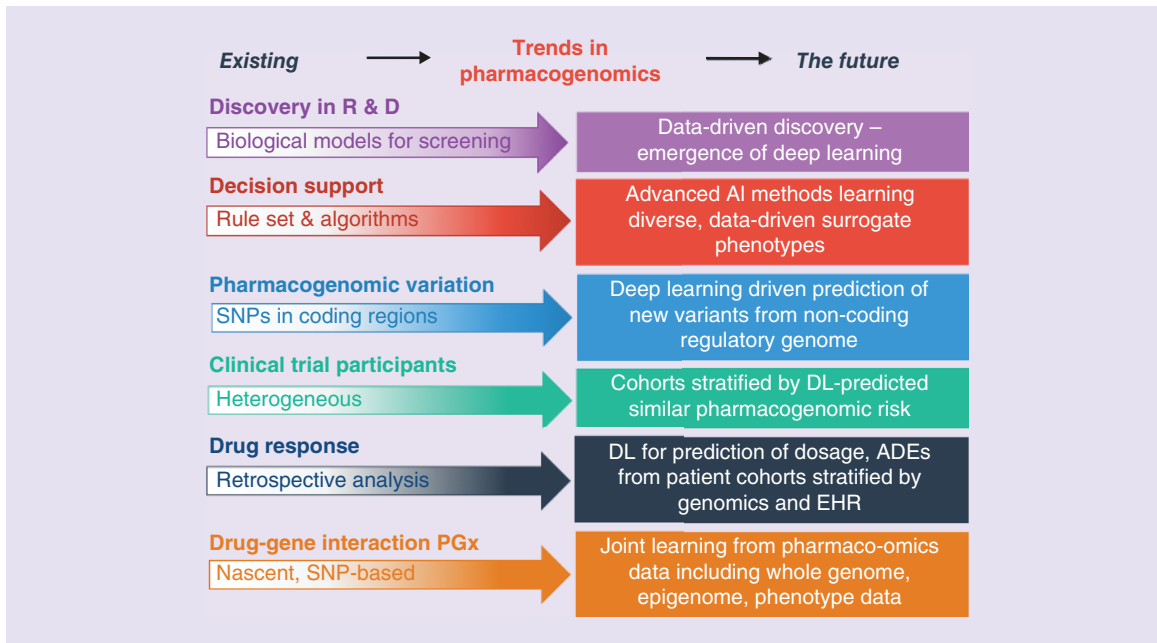 Existing
Trends in
pharmacogenomics
The future
Discovery in R & D
Biological models for screening
Data-driven discovery –
emergence of deep learning
Decision support
Rule set & algorithms
Advanced AI methods learning
diverse, data-driven surrogate
phenotypes
Pharmacogenomic variation
SNPs in coding regions
Deep learning driven prediction of
new variants from non-coding
regulatory genome
Clinical trial participants
Heterogeneous
Cohorts stratified by DL-predicted
similar pharmacogenomic risk
Drug response
Retrospective analysis
DL for prediction of dosage, ADEs
from patient cohorts stratified by
genomics and EHR
Drug-gene interaction PGx
Nascent, SNP-based
Joint learning from pharmaco-omics
data including whole genome,
epigenome, phenotype data